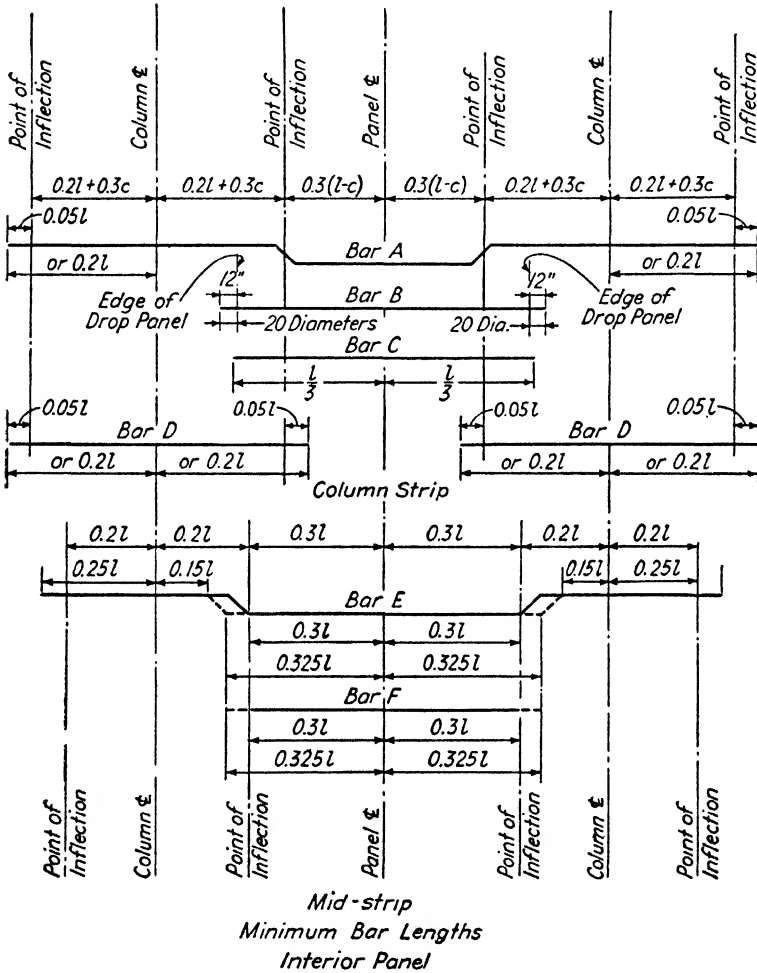 Point of Inflection
Column ℄
Point of Inflection
Panel ℄
Point of Inflection
Column ℄
Point of Inflection
0.2l+0.3c 0.2l+0.3c 0.3(l-c) 0.3(l-c) 0.2l+0.3c 0.2l+0.3c
0.05l 0.05l
Bar A
or 0.2l or 0.2l
12" 12"
Edge of Drop Panel
Bar B
Edge of Drop Panel
20 Diameters 20 Dia.
Bar C
l/3 l/3
0.05l 0.05l 0.05l 0.05l
Bar D Bar D
or 0.2l or 0.2l or 0.2l or 0.2l
Column Strip
0.2l 0.2l 0.3l 0.3l 0.2l 0.2l
0.25l 0.15l 0.15l 0.25l
Bar E
0.3l 0.3l
0.325l 0.325l
Bar F
0.3l 0.3l
0.325l 0.325l
Point of Inflection
Column ℄
Point of Inflection
Panel ℄
Point of Inflection
Column ℄
Point of Inflection
Mid-strip
Minimum Bar Lengths
Interior Panel